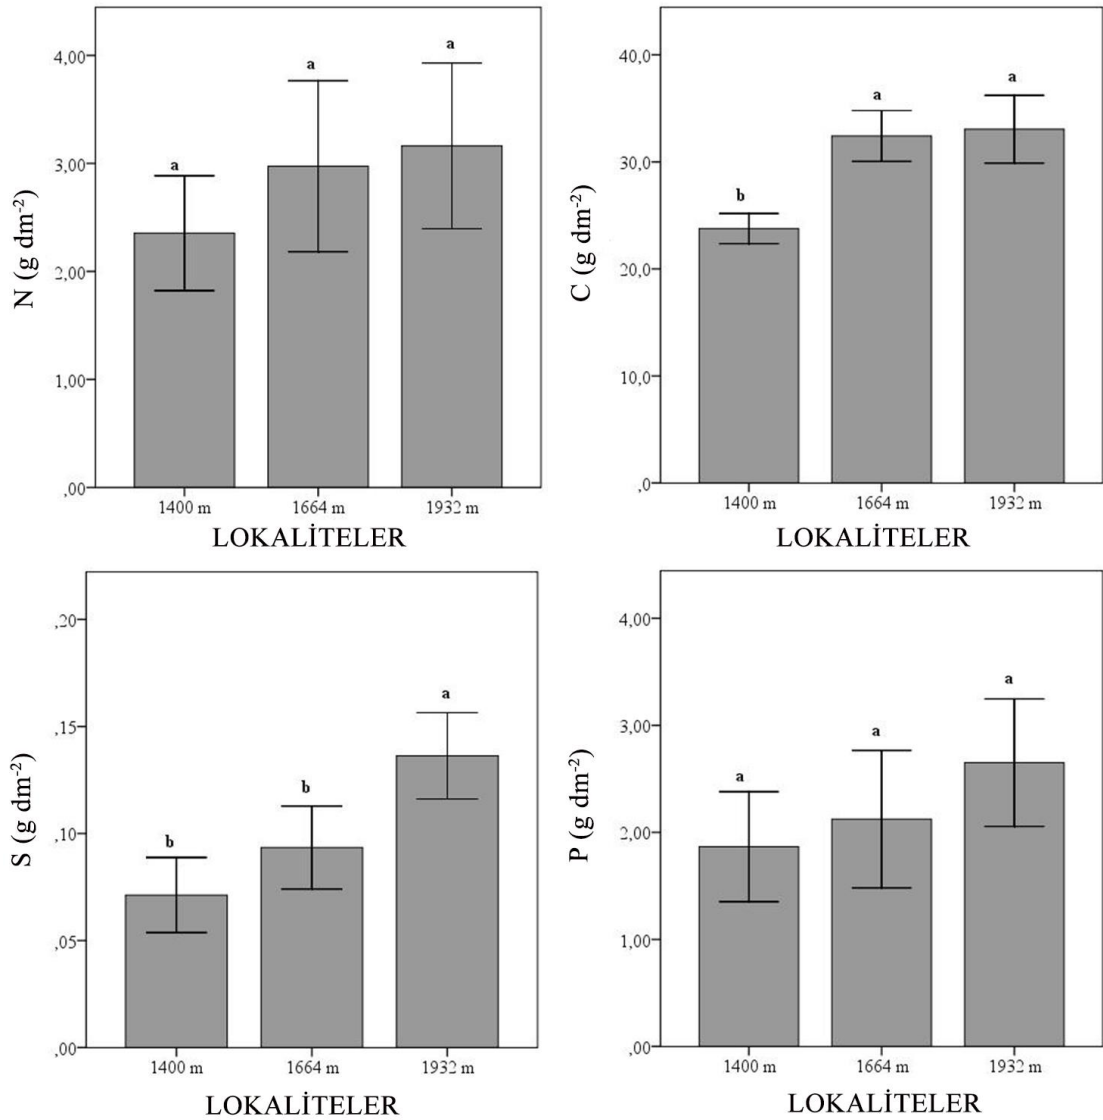 N (g dm-2)
4,00
3,00
2,00
1,00
,00
a
a
a
1400 m
1664 m
1932 m
LOKALİTELER
C (g dm-2)
40,0
30,0
20,0
10,0
,0
b
a
a
1400 m
1664 m
1932 m
LOKALİTELER
S (g dm-2)
,20
,15
,10
,05
,00
b
b
a
1400 m
1664 m
1932 m
LOKALİTELER
P (g dm-2)
4,00
3,00
2,00
1,00
,00
a
a
a
1400 m
1664 m
1932 m
LOKALİTELER